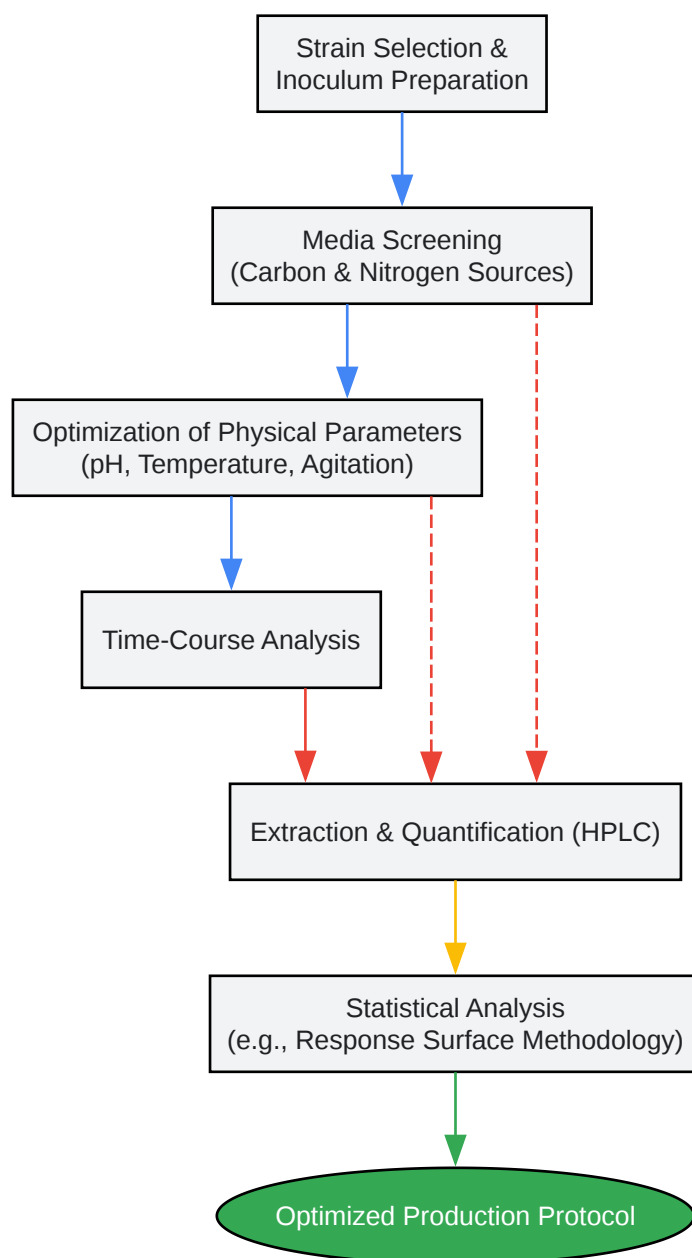 Strain Selection &
Inoculum Preparation
Media Screening
(Carbon & Nitrogen Sources)
Optimization of Physical Parameters
(pH, Temperature, Agitation)
Time-Course Analysis
Extraction & Quantification (HPLC)
Statistical Analysis
(e.g., Response Surface Methodology)
Optimized Production Protocol